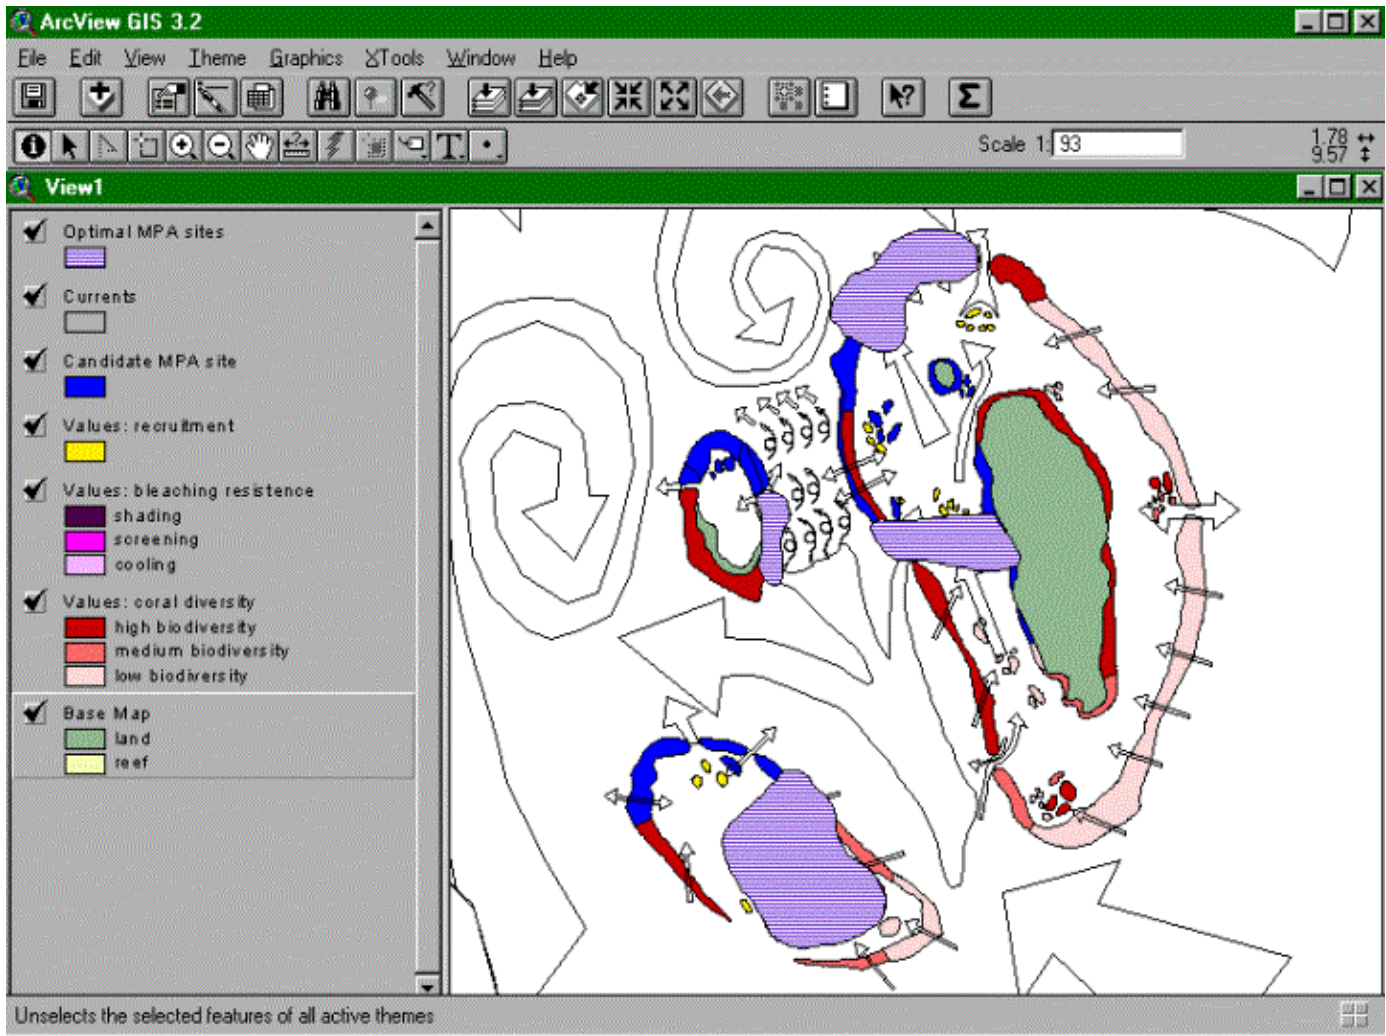 ArcView GIS 3.2
File Edit View Theme Graphics XTools Window Help
Scale 1: 93
1.78
9.57
View1
Optimal MPA sites
Currents
Candidate MPA site
Values: recruitment
Values: bleaching resistence
shading
screening
cooling
Values: coral diversity
high biodiversity
medium biodiversity
low biodiversity
Base Map
land
reef
Unselects the selected features of all active themes